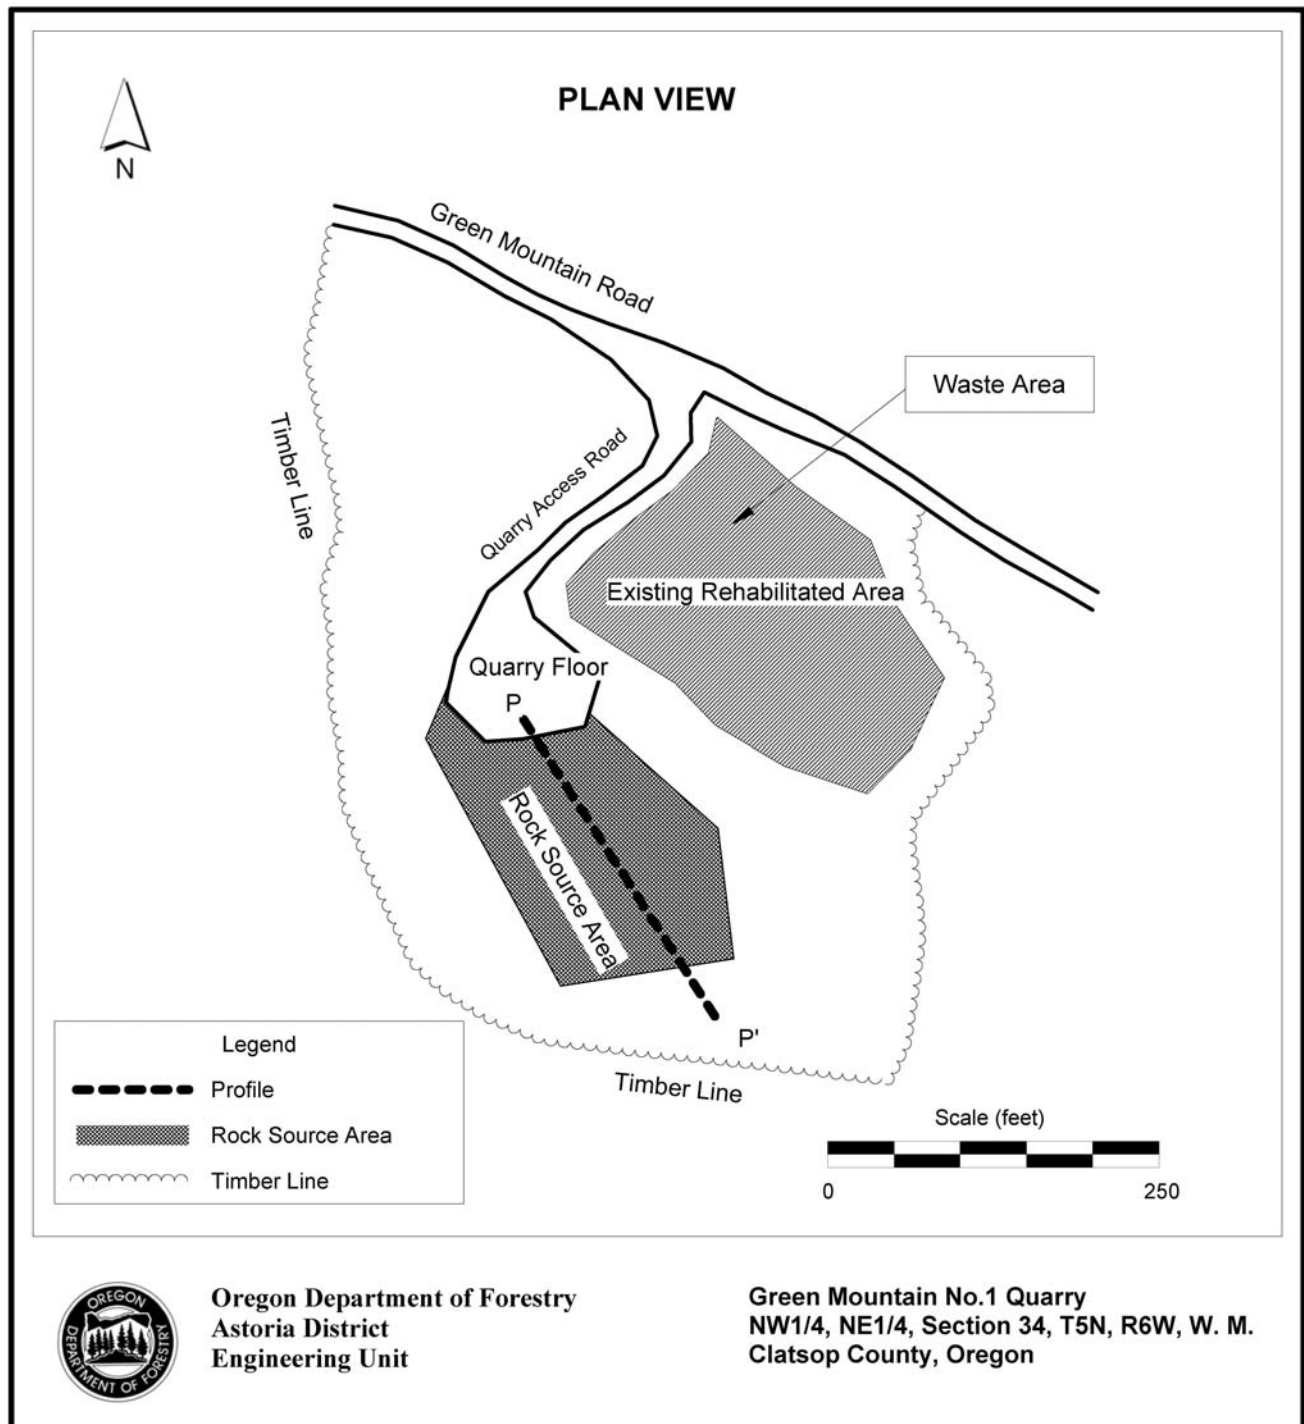 PLAN VIEW
N
Green Mountain Road
Waste Area
Timber Line
Quarry Access Road
Existing Rehabilitated Area
Quarry Floor
P
Rock Source Area
P'
Timber Line
Legend
Profile
Rock Source Area
Timber Line
Scale (feet)
0 250
OREGON
DEPARTMENT OF FORESTRY
Oregon Department of Forestry
Astoria District
Engineering Unit
Green Mountain No.1 Quarry
NW1/4, NE1/4, Section 34, T5N, R6W, W. M.
Clatsop County, Oregon